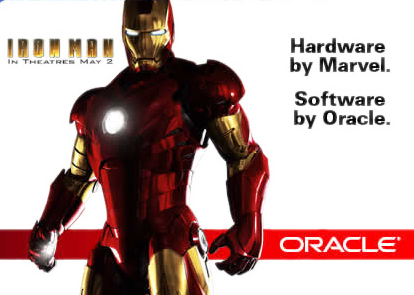 IRON MAN
IN THEATRES MAY 2
Hardware
by Marvel.
Software
by Oracle.
ORACLE®